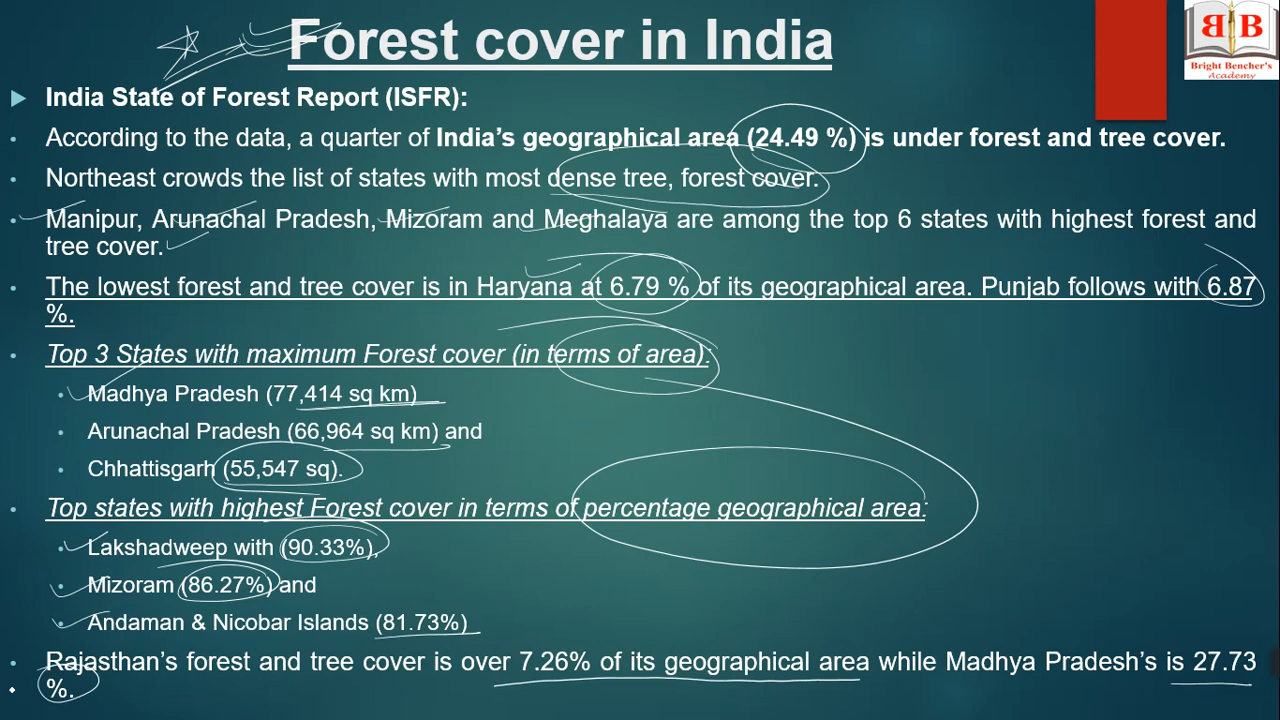 Forest cover in India
BB
Bright Bencher's
Academy
India State of Forest Report (ISFR):
According to the data, a quarter of India's geographical area (24.49 %) is under forest and tree cover.
Northeast crowds the list of states with most dense tree, forest cover.
Manipur, Arunachal Pradesh, Mizoram and Meghalaya are among the top 6 states with highest forest and
tree cover.
The lowest forest and tree cover is in Haryana at 6.79 % of its geographical area. Punjab follows with 6.87
%.
Top 3 States with maximum Forest cover (in terms of area):
Madhya Pradesh (77,414 sq km)
Arunachal Pradesh (66,964 sq km) and
Chhattisgarh (55,547 sq).
Top states with highest Forest cover in terms of percentage geographical area:
Lakshadweep with (90.33%),
Mizoram (86.27%) and
Andaman & Nicobar Islands (81.73%)
Rajasthan's forest and tree cover is over 7.26% of its geographical area while Madhya Pradesh's is 27.73
%.